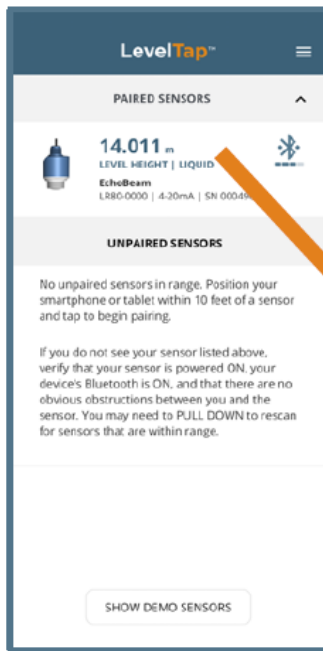 LevelTap™
PAIRED SENSORS
14.011 m
LEVEL HEIGHT | LIQUID
EchoBeam
LR80-0000 | 4-20mA | SN
UNPAIRED SENSORS
No unpaired sensors in range. Position your
smartphone or tablet within 10 feet of a sensor
and tap to begin pairing.
If you do not see your sensor listed above,
verify that your sensor is powered ON, your
device's Bluetooth is ON, and that there are no
obvious obstructions between you and the
sensor. You may need to PULL DOWN to rescan
for sensors that are within range.
SHOW DEMO SENSORS